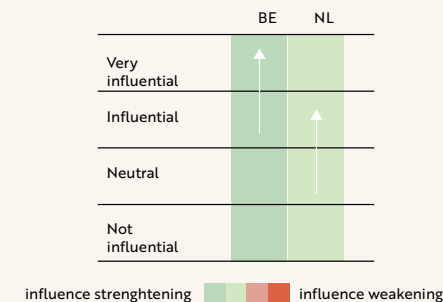 BE NL
Very
influential
Influential
Neutral
Not
influential
influence strenghtening influence weakening